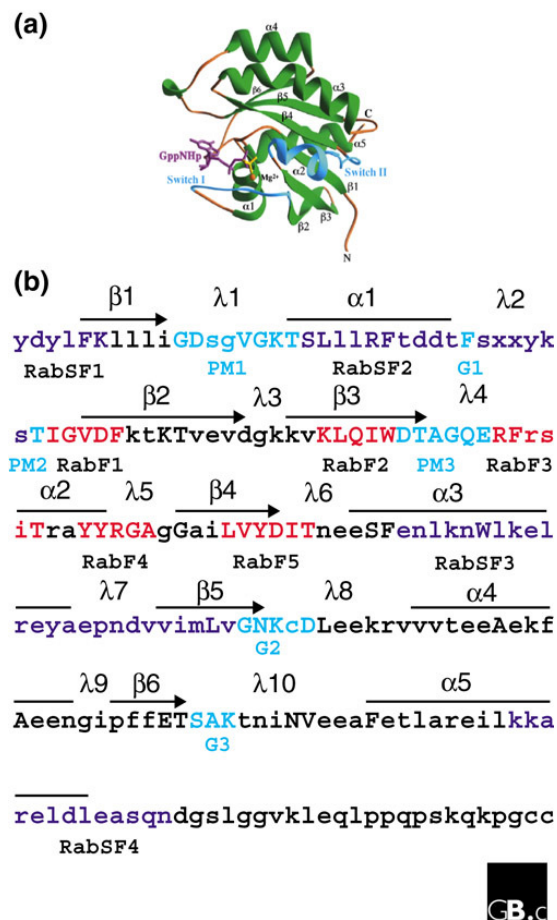 (a)
α4
β6
β5
α3
C
β4
α5
GppNHp
α2
Switch II
Mg²⁺
β1
Switch I
α1
β3
β2
N
(b)
β1 λ1 α1 λ2
ydylFKllliGDsgVGKTSLllRFtddtFsxxyk
RabSF1 PM1 RabSF2 G1
β2 λ3 β3 λ4
sTIGVDFktKTvevdgkkvKLQIWDTAGQERFrs
PM2 RabF1 RabF2 PM3 RabF3
α2 λ5 β4 λ6 α3
iTraYYRGAgGaiLVYDITneeSFenlknWlkel
RabF4 RabF5 RabSF3
λ7 β5 λ8 α4
reyaepndvvimLvGNKcDLeekrvvvteeAekf
G2
λ9 β6 λ10 α5
AeengipffETSAKtniNVeeaFetlareilkka
G3
reldleasqndgslggvkleqlppqpskqkpgcc
RabSF4
GB.c